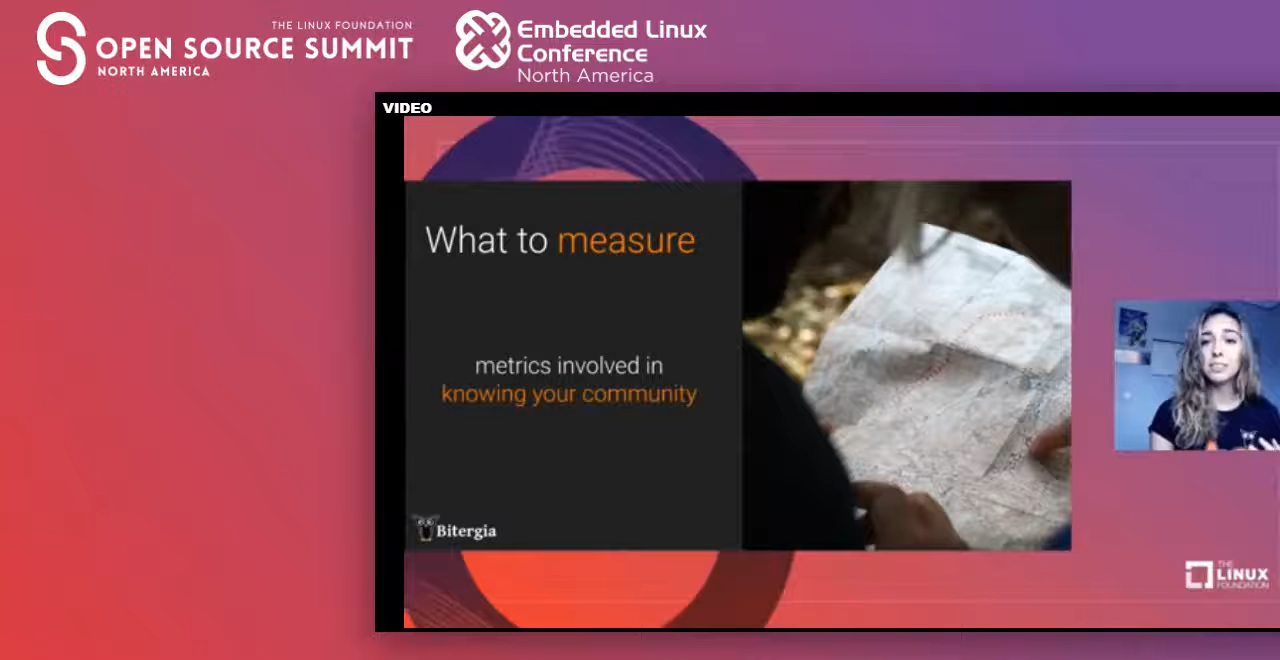 THE LINUX FOUNDATION
OPEN SOURCE SUMMIT
NORTH AMERICA
Embedded Linux
Conference
North America
VIDEO
What to measure
metrics involved in
knowing your community
Bitergia
THE
LINUX
FOUNDATION